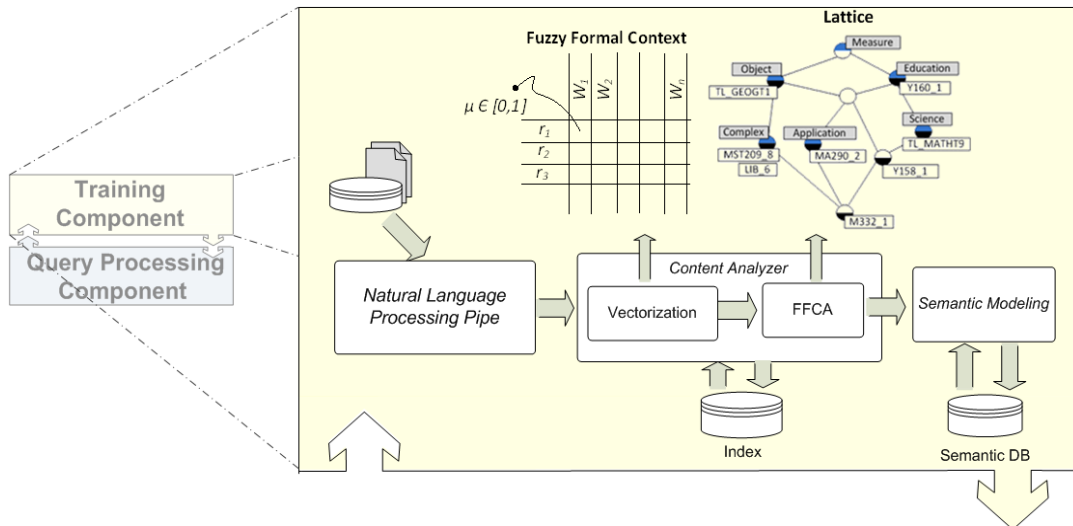 Training
Component
Query Processing
Component
Fuzzy Formal Context
μ ∈ [0,1]
W1
W2
Wn
r1
r2
r3
Lattice
Measure
Object
TL_GEOGT1
Education
Y160_1
Science
TL_MATHT9
Complex
MST209_8
LIB_6
Application
MA290_2
Y158_1
M332_1
Natural Language
Processing Pipe
Content Analyzer
Vectorization
FFCA
Semantic Modeling
Index
Semantic DB